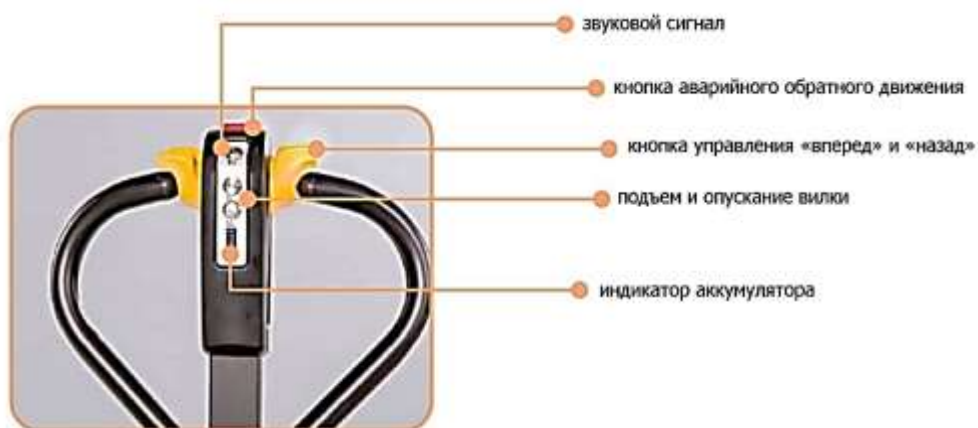 звуковой сигнал
кнопка аварийного обратного движения
кнопка управления «вперед» и «назад»
подъем и опускание вилки
индикатор аккумулятора